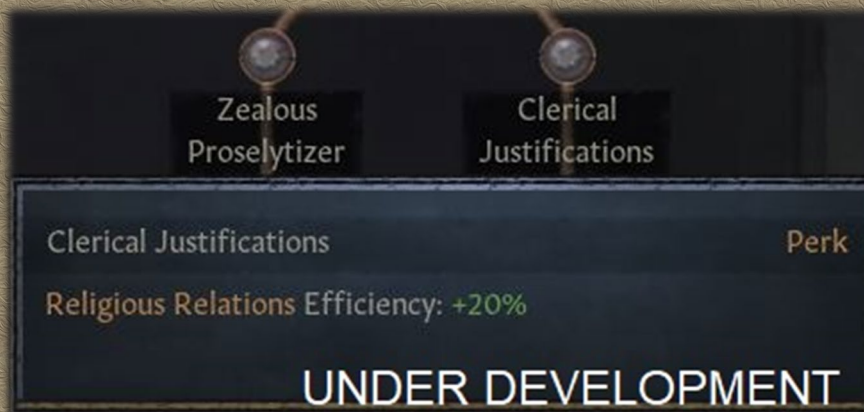 Zealous
Proselytizer
Clerical
Justifications
Clerical Justifications
Perk
Religious Relations Efficiency: +20%
UNDER DEVELOPMENT